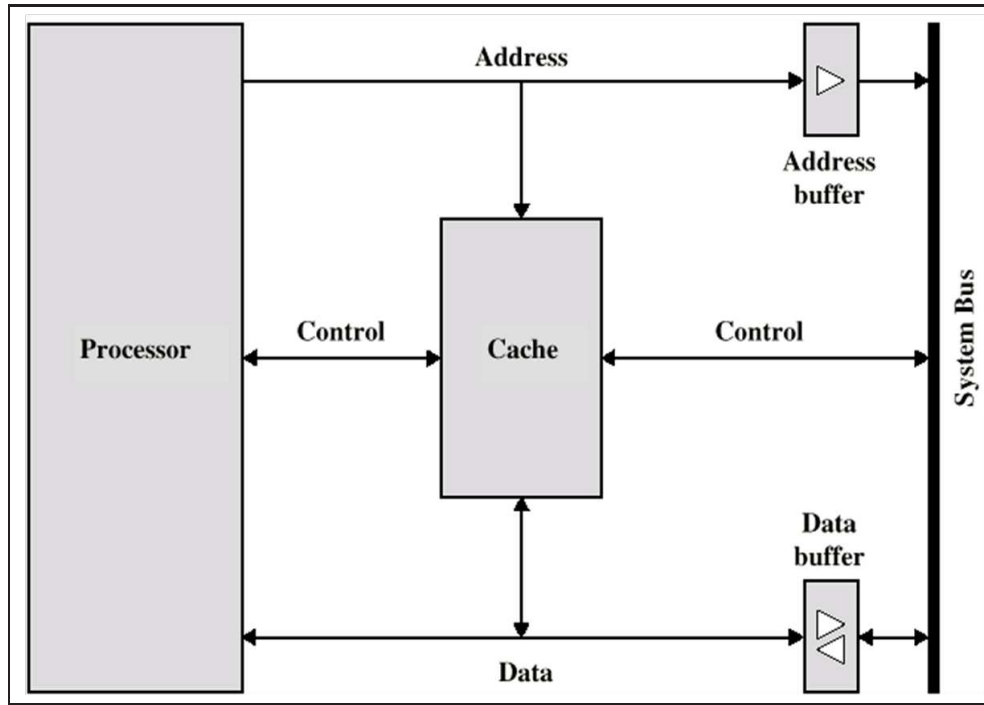 Address
Address
buffer
Processor
Control
Cache
Control
System Bus
Data
buffer
Data